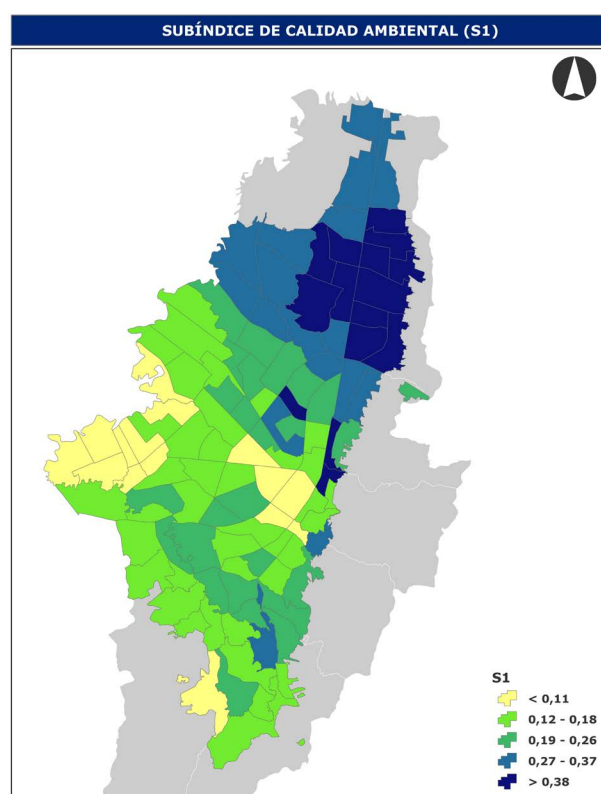 SUBÍNDICE DE CALIDAD AMBIENTAL (S1)
S1
< 0,11
0,12 - 0,18
0,19 - 0,26
0,27 - 0,37
> 0,38